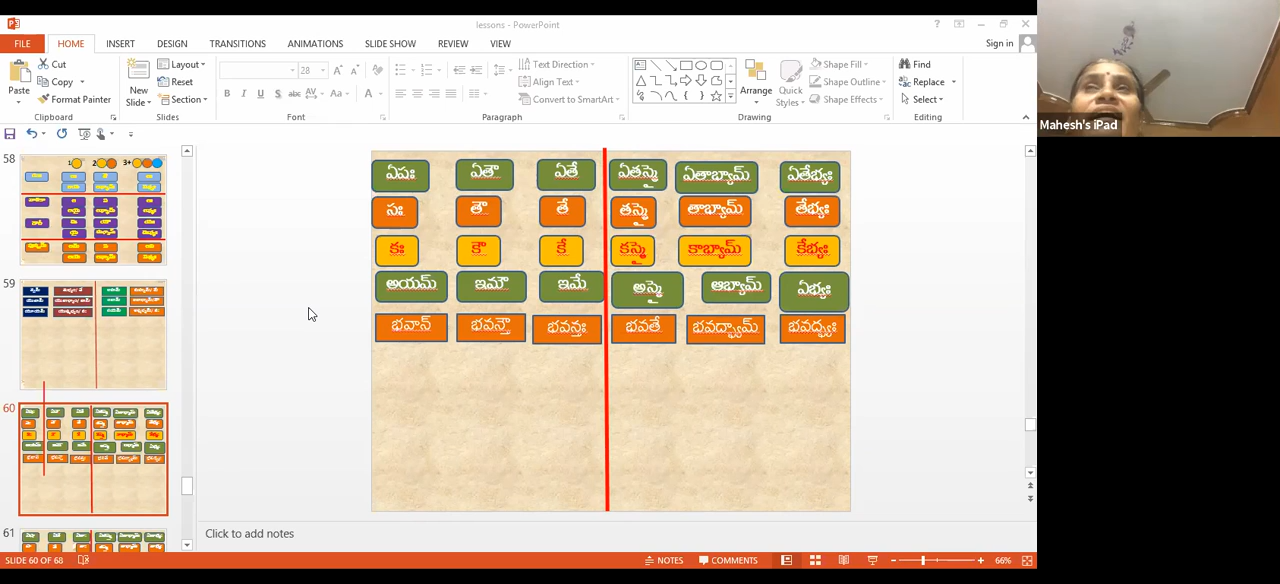 lessons - PowerPoint
Sign in
FILE HOME INSERT DESIGN TRANSITIONS ANIMATIONS SLIDE SHOW REVIEW VIEW
Paste Cut Copy Format Painter
New Slide Layout Reset Section
28
Text Direction Align Text Convert to SmartArt
Arrange Quick Styles Shape Fill Shape Outline Shape Effects
Find Replace Select
Clipboard Slides Font Paragraph Drawing Editing
Mahesh's iPad
58
59
60
61
ఏషః ఏతౌ ఏతే ఏతస్మై ఏతాభ్యామ్ ఏతేభ్యః
సః తౌ తే తస్మై తాభ్యామ్ తేభ్యః
కః కౌ కే కస్మై కాభ్యామ్ కేభ్యః
అయమ్ ఇమౌ ఇమే అస్మై ఆభ్యామ్ ఏభ్యః
భవాన్ భవన్తౌ భవన్తః భవతే భవద్భ్యామ్ భవద్భ్యః
Click to add notes
SLIDE 60 OF 68 NOTES COMMENTS 66%